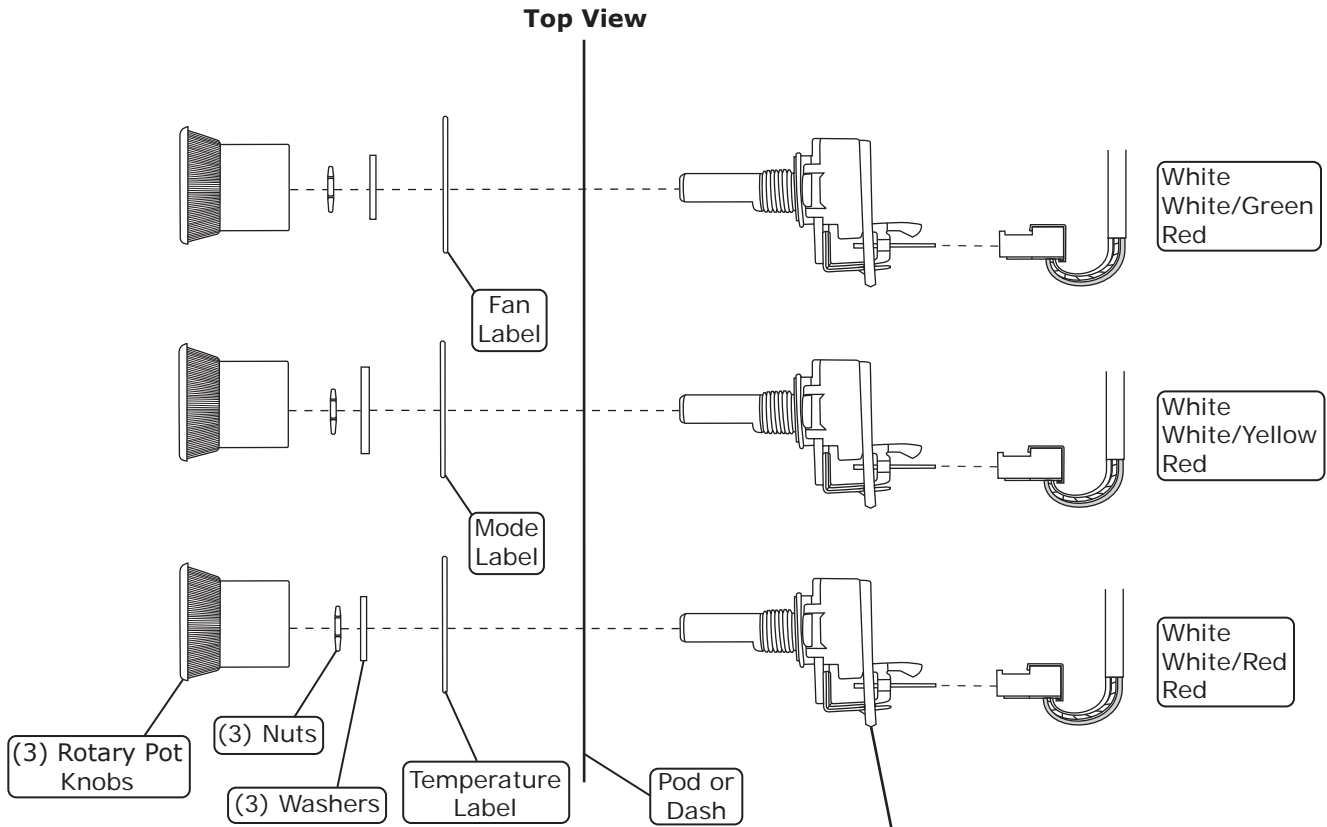 Top View
White
White/Green
Red
Fan
Label
White
White/Yellow
Red
Mode
Label
White
White/Red
Red
(3) Rotary Pot
Knobs
(3) Nuts
(3) Washers
Temperature
Label
Pod or
Dash